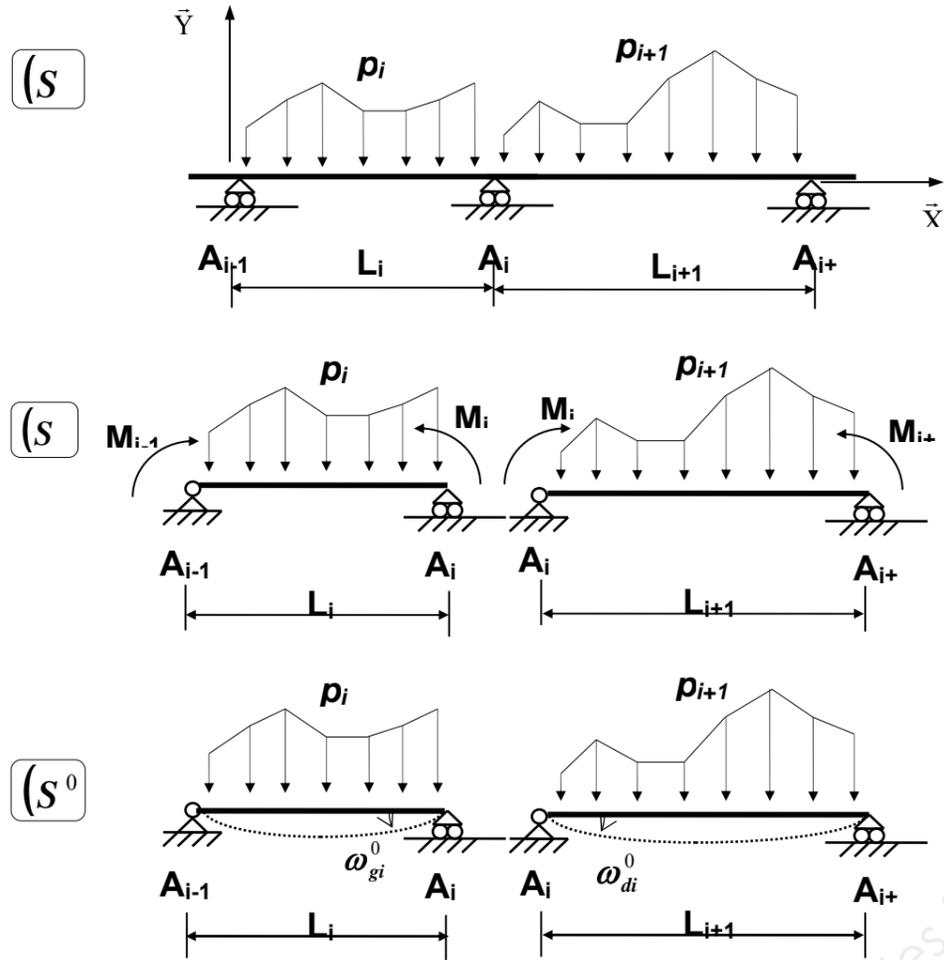 Y
(S
p_i
p_{i+1}
X
A_{i-1} L_i A_i L_{i+1} A_{i+}
(S
p_i
p_{i+1}
M_{i-1} M_i M_i M_{i+}
A_{i-1} A_i A_i A_{i+}
L_i L_{i+1}
(S^0
p_i
p_{i+1}
ω^0_{gi} ω^0_{di}
A_{i-1} A_i A_i A_{i+}
L_i L_{i+1}